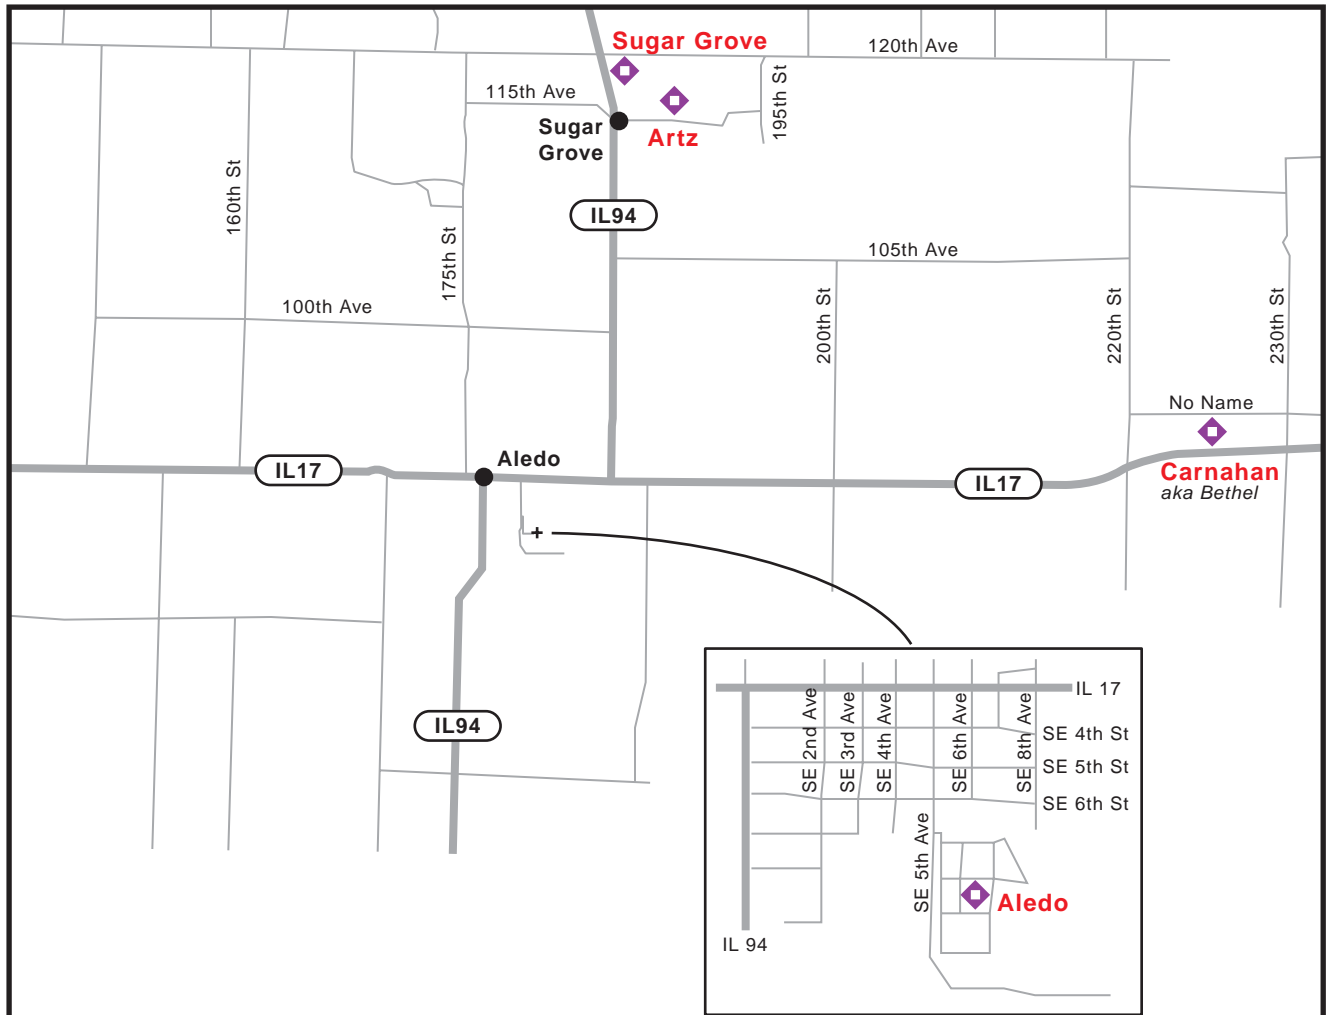 Sugar Grove
120th Ave
115th Ave
195th St
Sugar
Grove
Artz
160th St
IL94
175th St
105th Ave
100th Ave
200th St
220th St
230th St
No Name
Aledo
IL17
IL17
Carnahan
aka Bethel
+
IL94
IL 17
SE 2nd Ave
SE 3rd Ave
SE 4th Ave
SE 6th Ave
SE 8th Ave
SE 4th St
SE 5th St
SE 6th St
SE 5th Ave
Aledo
IL 94